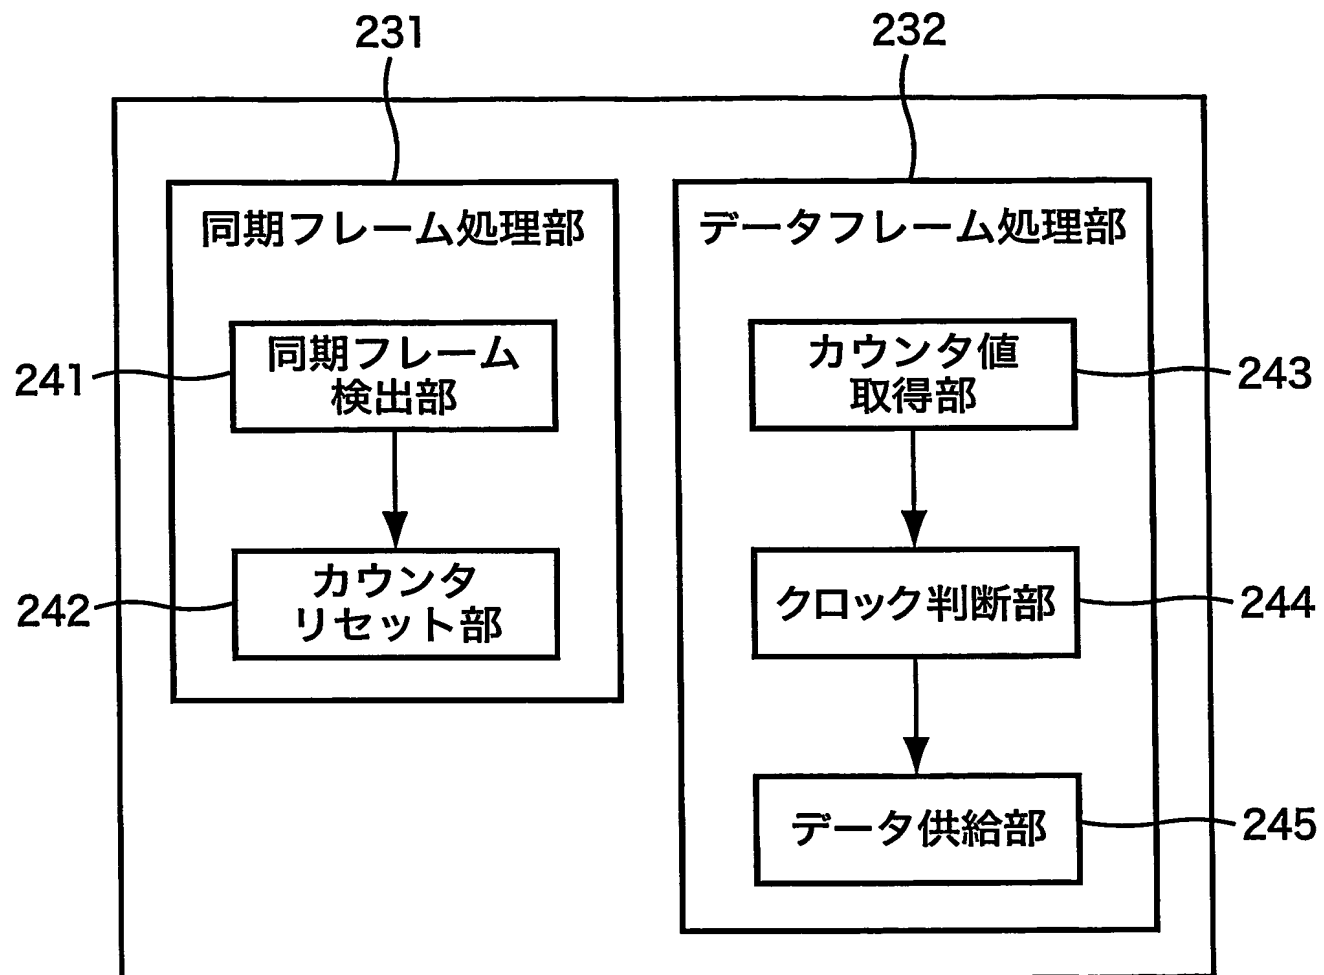 231
232
同期フレーム処理部
データフレーム処理部
同期フレーム
検出部
241
カウンタ値
取得部
243
カウンタ
リセット部
242
クロック判断部
244
データ供給部
245